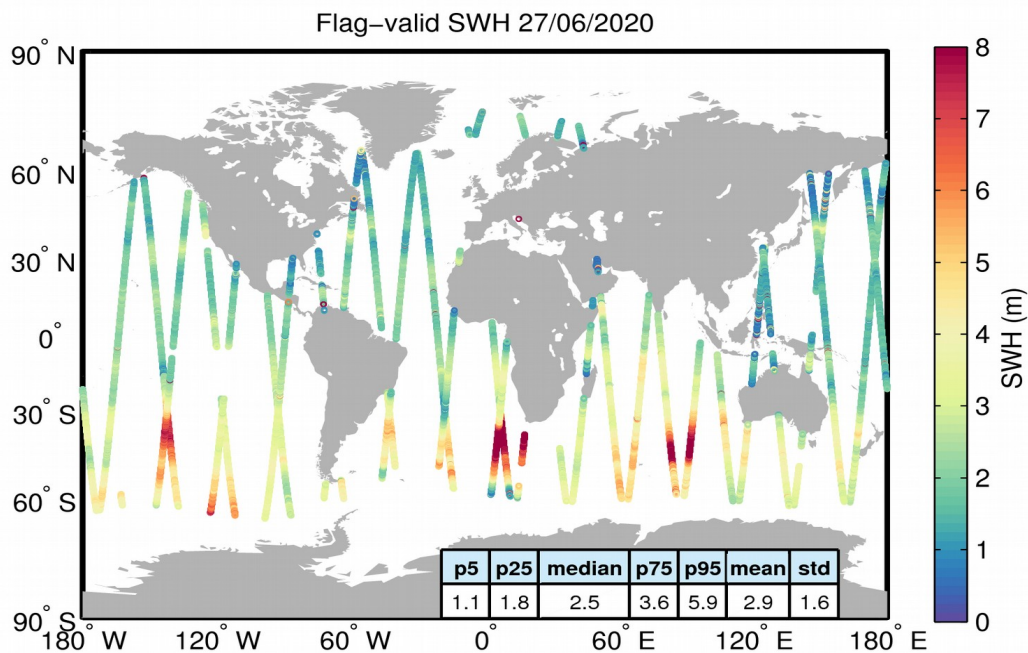 Flag−valid SWH 27/06/2020
90° N
60° N
30° N
0°
30° S
60° S
90° S
180° W
120° W
60° W
0°
60° E
120° E
180° E
p5 p25 median p75 p95 mean std
1.1 1.8 2.5 3.6 5.9 2.9 1.6
8
7
6
5
4
3
2
1
0
SWH (m)